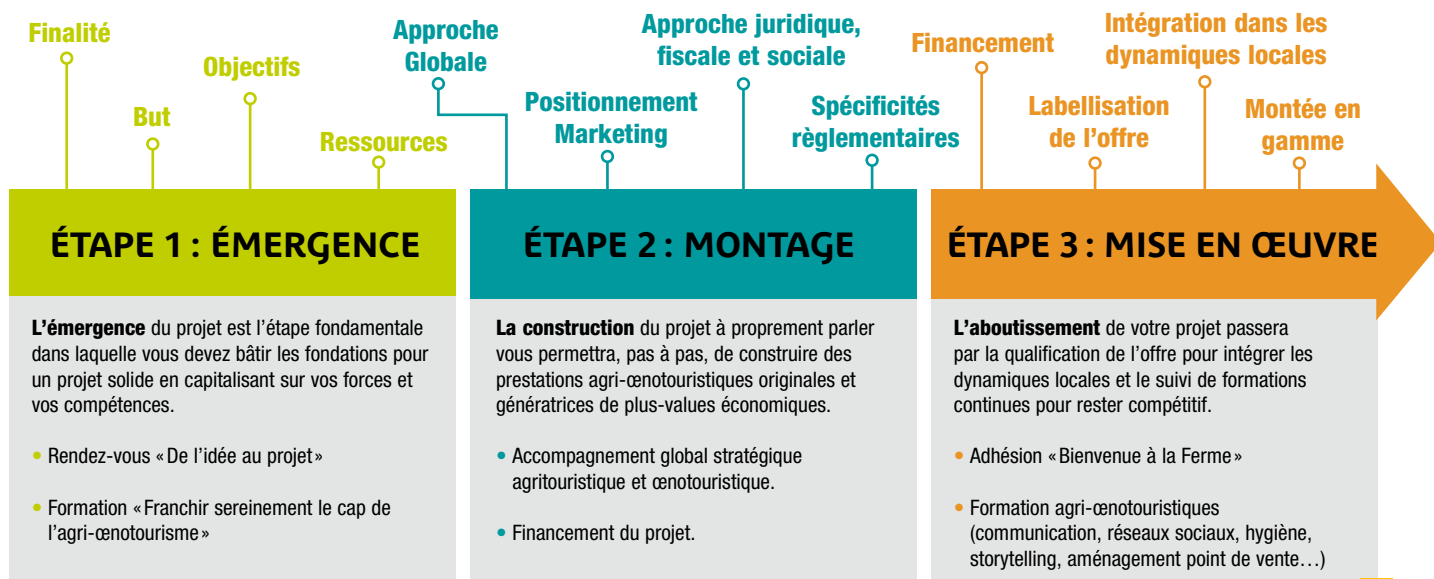 Finalité
But
Objectifs
Ressources
Approche
Globale
Positionnement
Marketing
Approche juridique,
fiscale et sociale
Spécificités
règlementaires
Financement
Labellisation
de l’offre
Intégration dans les
dynamiques locales
Montée en
gamme
ÉTAPE 1 : ÉMERGENCE
L’émergence du projet est l’étape fondamentale
dans laquelle vous devez bâtir les fondations pour
un projet solide en capitalisant sur vos forces et
vos compétences.
• Rendez-vous « De l’idée au projet »
• Formation « Franchir sereinement le cap de
l’agri-œnotourisme »
ÉTAPE 2 : MONTAGE
La construction du projet à proprement parler
vous permettra, pas à pas, de construire des
prestations agri-œnotouristiques originales et
génératrices de plus-values économiques.
• Accompagnement global stratégique
agritouristique et œnotouristique.
• Financement du projet.
ÉTAPE 3 : MISE EN ŒUVRE
L’aboutissement de votre projet passera
par la qualification de l’offre pour intégrer les
dynamiques locales et le suivi de formations
continues pour rester compétitif.
• Adhésion « Bienvenue à la Ferme »
• Formation agri-œnotouristiques
(communication, réseaux sociaux, hygiène,
storytelling, aménagement point de vente…)